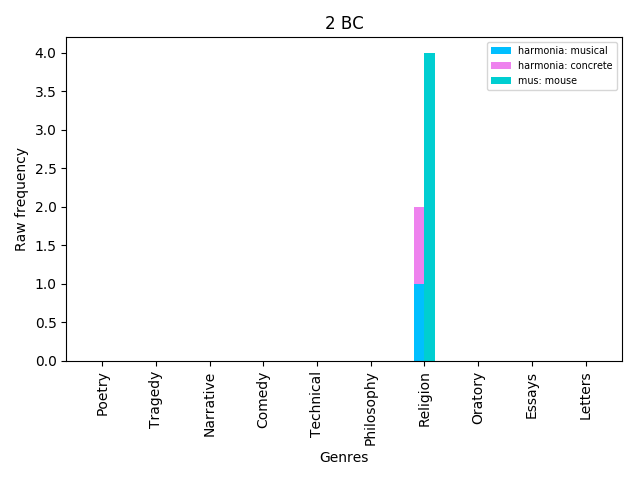 2 BC
harmonia: musical
harmonia: concrete
mus: mouse
Raw frequency
4.0
3.5
3.0
2.5
2.0
1.5
1.0
0.5
0.0
Poetry
Tragedy
Narrative
Comedy
Technical
Philosophy
Religion
Oratory
Essays
Letters
Genres